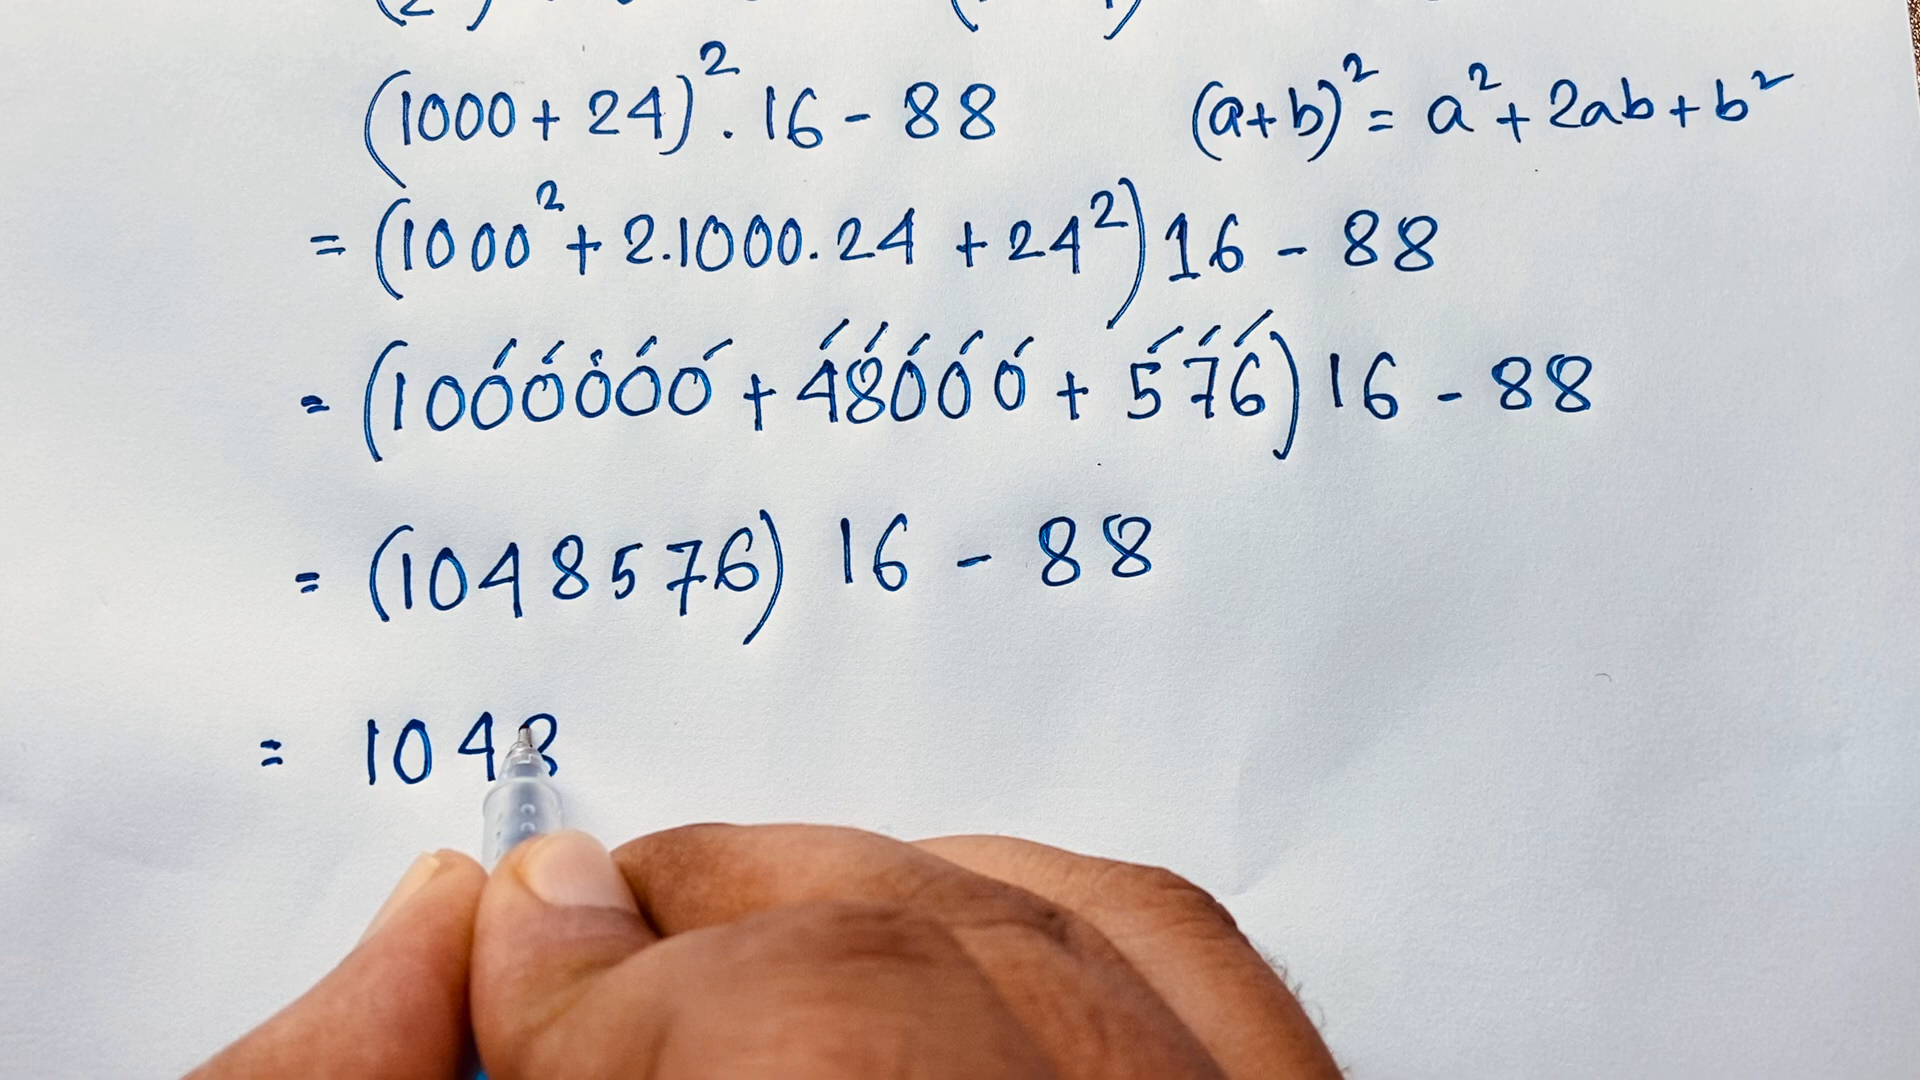 (1000 + 24)² . 16 - 88 (a+b)² = a² + 2ab + b²
= (1000² + 2.1000.24 + 24²) 16 - 88
= (1000000 + 48000 + 576) 16 - 88
= (1048576) 16 - 88
= 1048